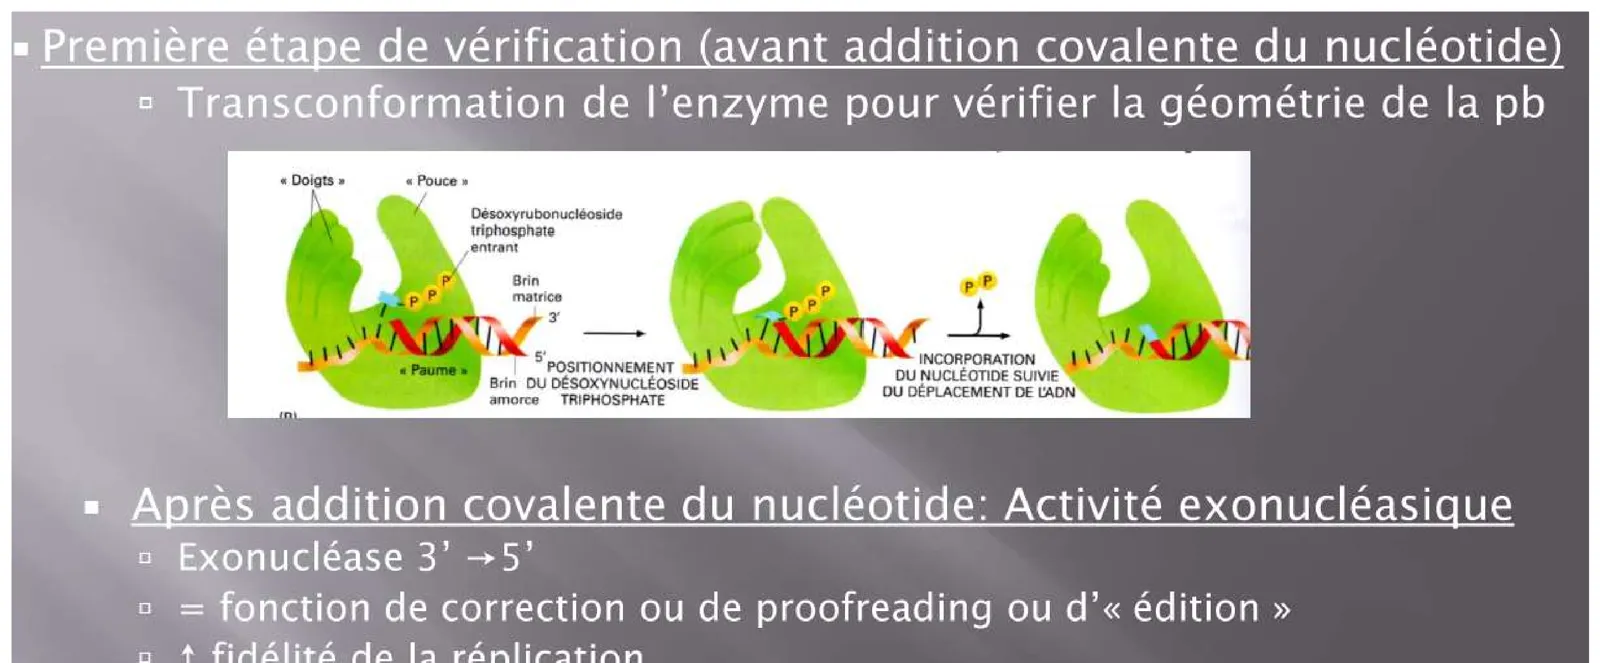 ▪ Première étape de vérification (avant addition covalente du nucléotide)
▫ Transconformation de l’enzyme pour vérifier la géométrie de la pb
« Doigts »
« Pouce »
Désoxyrubonucléoside
triphosphate
entrant
P P P
Brin
matrice
3'
5'
« Paume »
Brin
amorce
POSITIONNEMENT
DU DÉSOXYNUCLÉOSIDE
TRIPHOSPHATE
P P P
P P
INCORPORATION
DU NUCLÉOTIDE SUIVIE
DU DÉPLACEMENT DE L'ADN
(B)
▪ Après addition covalente du nucléotide: Activité exonucléasique
▫ Exonucléase 3’ →5’
▫ = fonction de correction ou de proofreading ou d’« édition »
▫ ↑ fidélité de la réplication